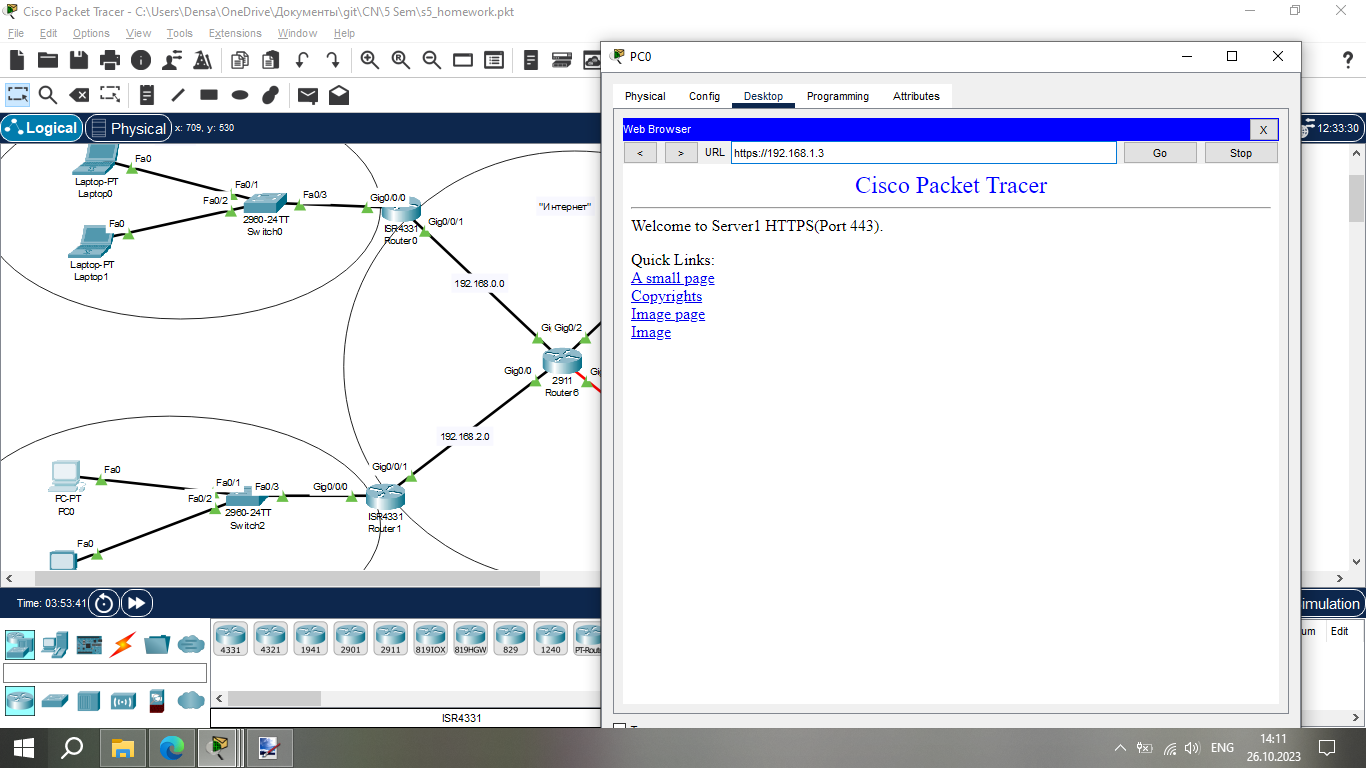 Cisco Packet Tracer - C:\Users\Densa\OneDrive\Документы\git\CN\5 Sem\s5_homework.pkt
File Edit Options View Tools Extensions Window Help
PC0
Physical Config Desktop Programming Attributes
Logical Physical x: 709, y: 530
12:33:30
Web Browser X
< > URL https://192.168.1.3 Go Stop
Cisco Packet Tracer
Welcome to Server1 HTTPS(Port 443).
Quick Links:
A small page
Copyrights
Image page
Image
Fa0
Laptop-PT
Laptop0
Fa0/1
Fa0/2
Fa0/3
2960-24TT
Switch0
Gig0/0/0
ISR4331
Router0
Gig0/0/1
"Интернет"
Fa0
Laptop-PT
Laptop1
192.168.0.0
Gig0/2
Gig0/0
2911
Router6
192.168.2.0
Gig0/0/1
Fa0
PC-PT
PC0
Fa0/1
Fa0/2
Fa0/3
2960-24TT
Switch2
Gig0/0/0
ISR4331
Router1
Fa0
Time: 03:53:41
4331 4321 1941 2901 2911 819IOX 819HGW 829 1240
ISR4331
Edit
ENG
14:11
26.10.2023